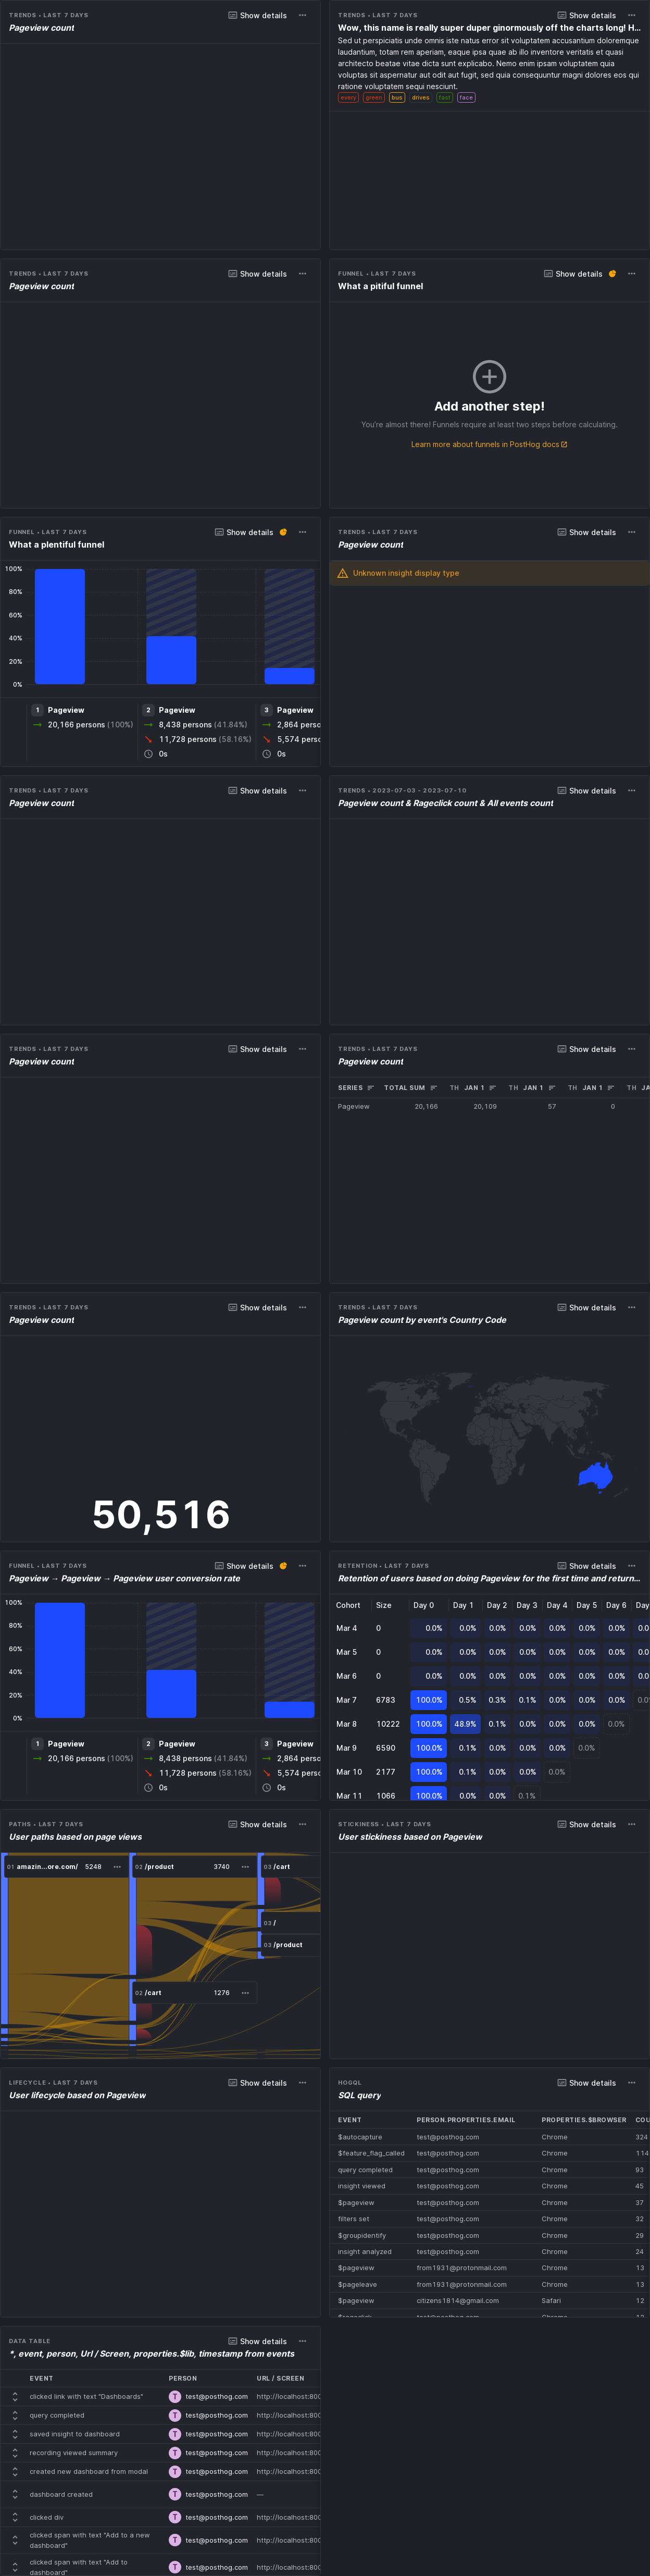 TRENDS • LAST 7 DAYS
Show details
Pageview count
TRENDS • LAST 7 DAYS
Show details
Wow, this name is really super duper ginormously off the charts long! H...
Sed ut perspiciatis unde omnis iste natus error sit voluptatem accusantium doloremque
laudantium, totam rem aperiam, eaque ipsa quae ab illo inventore veritatis et quasi
architecto beatae vitae dicta sunt explicabo. Nemo enim ipsam voluptatem quia
voluptas sit aspernatur aut odit aut fugit, sed quia consequuntur magni dolores eos qui
ratione voluptatem sequi nesciunt.
every green bus drives fast face
TRENDS • LAST 7 DAYS
Show details
Pageview count
FUNNEL • LAST 7 DAYS
Show details
What a pitiful funnel
Add another step!
You're almost there! Funnels require at least two steps before calculating.
Learn more about funnels in PostHog docs
FUNNEL • LAST 7 DAYS
Show details
What a plentiful funnel
100%
80%
60%
40%
20%
0%
1 Pageview
20,166 persons (100%)
2 Pageview
8,438 persons (41.84%)
11,728 persons (58.16%)
0s
3 Pageview
2,864 perso
5,574 perso
0s
TRENDS • LAST 7 DAYS
Show details
Pageview count
Unknown insight display type
TRENDS • LAST 7 DAYS
Show details
Pageview count
TRENDS • 2023-07-03 - 2023-07-10
Show details
Pageview count & Rageclick count & All events count
TRENDS • LAST 7 DAYS
Show details
Pageview count
TRENDS • LAST 7 DAYS
Show details
Pageview count
SERIES TOTAL SUM TH JAN 1 TH JAN 1 TH JAN 1 TH JA
Pageview 20,166 20,109 57 0
TRENDS • LAST 7 DAYS
Show details
Pageview count
50,516
TRENDS • LAST 7 DAYS
Show details
Pageview count by event's Country Code
FUNNEL • LAST 7 DAYS
Show details
Pageview → Pageview → Pageview user conversion rate
100%
80%
60%
40%
20%
0%
1 Pageview
20,166 persons (100%)
2 Pageview
8,438 persons (41.84%)
11,728 persons (58.16%)
0s
3 Pageview
2,864 perso
5,574 perso
0s
RETENTION • LAST 7 DAYS
Show details
Retention of users based on doing Pageview for the first time and return...
Cohort Size Day 0 Day 1 Day 2 Day 3 Day 4 Day 5 Day 6 Day
Mar 4 0 0.0% 0.0% 0.0% 0.0% 0.0% 0.0% 0.0% 0.0
Mar 5 0 0.0% 0.0% 0.0% 0.0% 0.0% 0.0% 0.0% 0.0
Mar 6 0 0.0% 0.0% 0.0% 0.0% 0.0% 0.0% 0.0% 0.0
Mar 7 6783 100.0% 0.5% 0.3% 0.1% 0.0% 0.0% 0.0% 0.0
Mar 8 10222 100.0% 48.9% 0.1% 0.0% 0.0% 0.0% 0.0%
Mar 9 6590 100.0% 0.1% 0.0% 0.0% 0.0% 0.0%
Mar 10 2177 100.0% 0.1% 0.0% 0.0% 0.0%
Mar 11 1066 100.0% 0.0% 0.0% 0.1%
PATHS • LAST 7 DAYS
Show details
User paths based on page views
01 amazin...ore.com/ 5248
02 /product 3740
03 /cart
03 /
03 /product
02 /cart 1276
STICKINESS • LAST 7 DAYS
Show details
User stickiness based on Pageview
LIFECYCLE • LAST 7 DAYS
Show details
User lifecycle based on Pageview
HOGQL
Show details
SQL query
EVENT PERSON.PROPERTIES.EMAIL PROPERTIES.$BROWSER COU
$autocapture test@posthog.com Chrome 324
$feature_flag_called test@posthog.com Chrome 114
query completed test@posthog.com Chrome 93
insight viewed test@posthog.com Chrome 45
$pageview test@posthog.com Chrome 37
filters set test@posthog.com Chrome 32
$groupidentify test@posthog.com Chrome 29
insight analyzed test@posthog.com Chrome 24
$pageview from1931@protonmail.com Chrome 13
$pageleave from1931@protonmail.com Chrome 13
$pageview citizens1814@gmail.com Safari 12
DATA TABLE
Show details
*, event, person, Url / Screen, properties.$lib, timestamp from events
EVENT PERSON URL / SCREEN
clicked link with text "Dashboards" T test@posthog.com http://localhost:800
query completed T test@posthog.com http://localhost:800
saved insight to dashboard T test@posthog.com http://localhost:800
recording viewed summary T test@posthog.com http://localhost:800
created new dashboard from modal T test@posthog.com http://localhost:800
dashboard created T test@posthog.com —
clicked div T test@posthog.com http://localhost:800
clicked span with text "Add to a new
dashboard" T test@posthog.com http://localhost:800
clicked span with text "Add to
dashboard" T test@posthog.com http://localhost:800